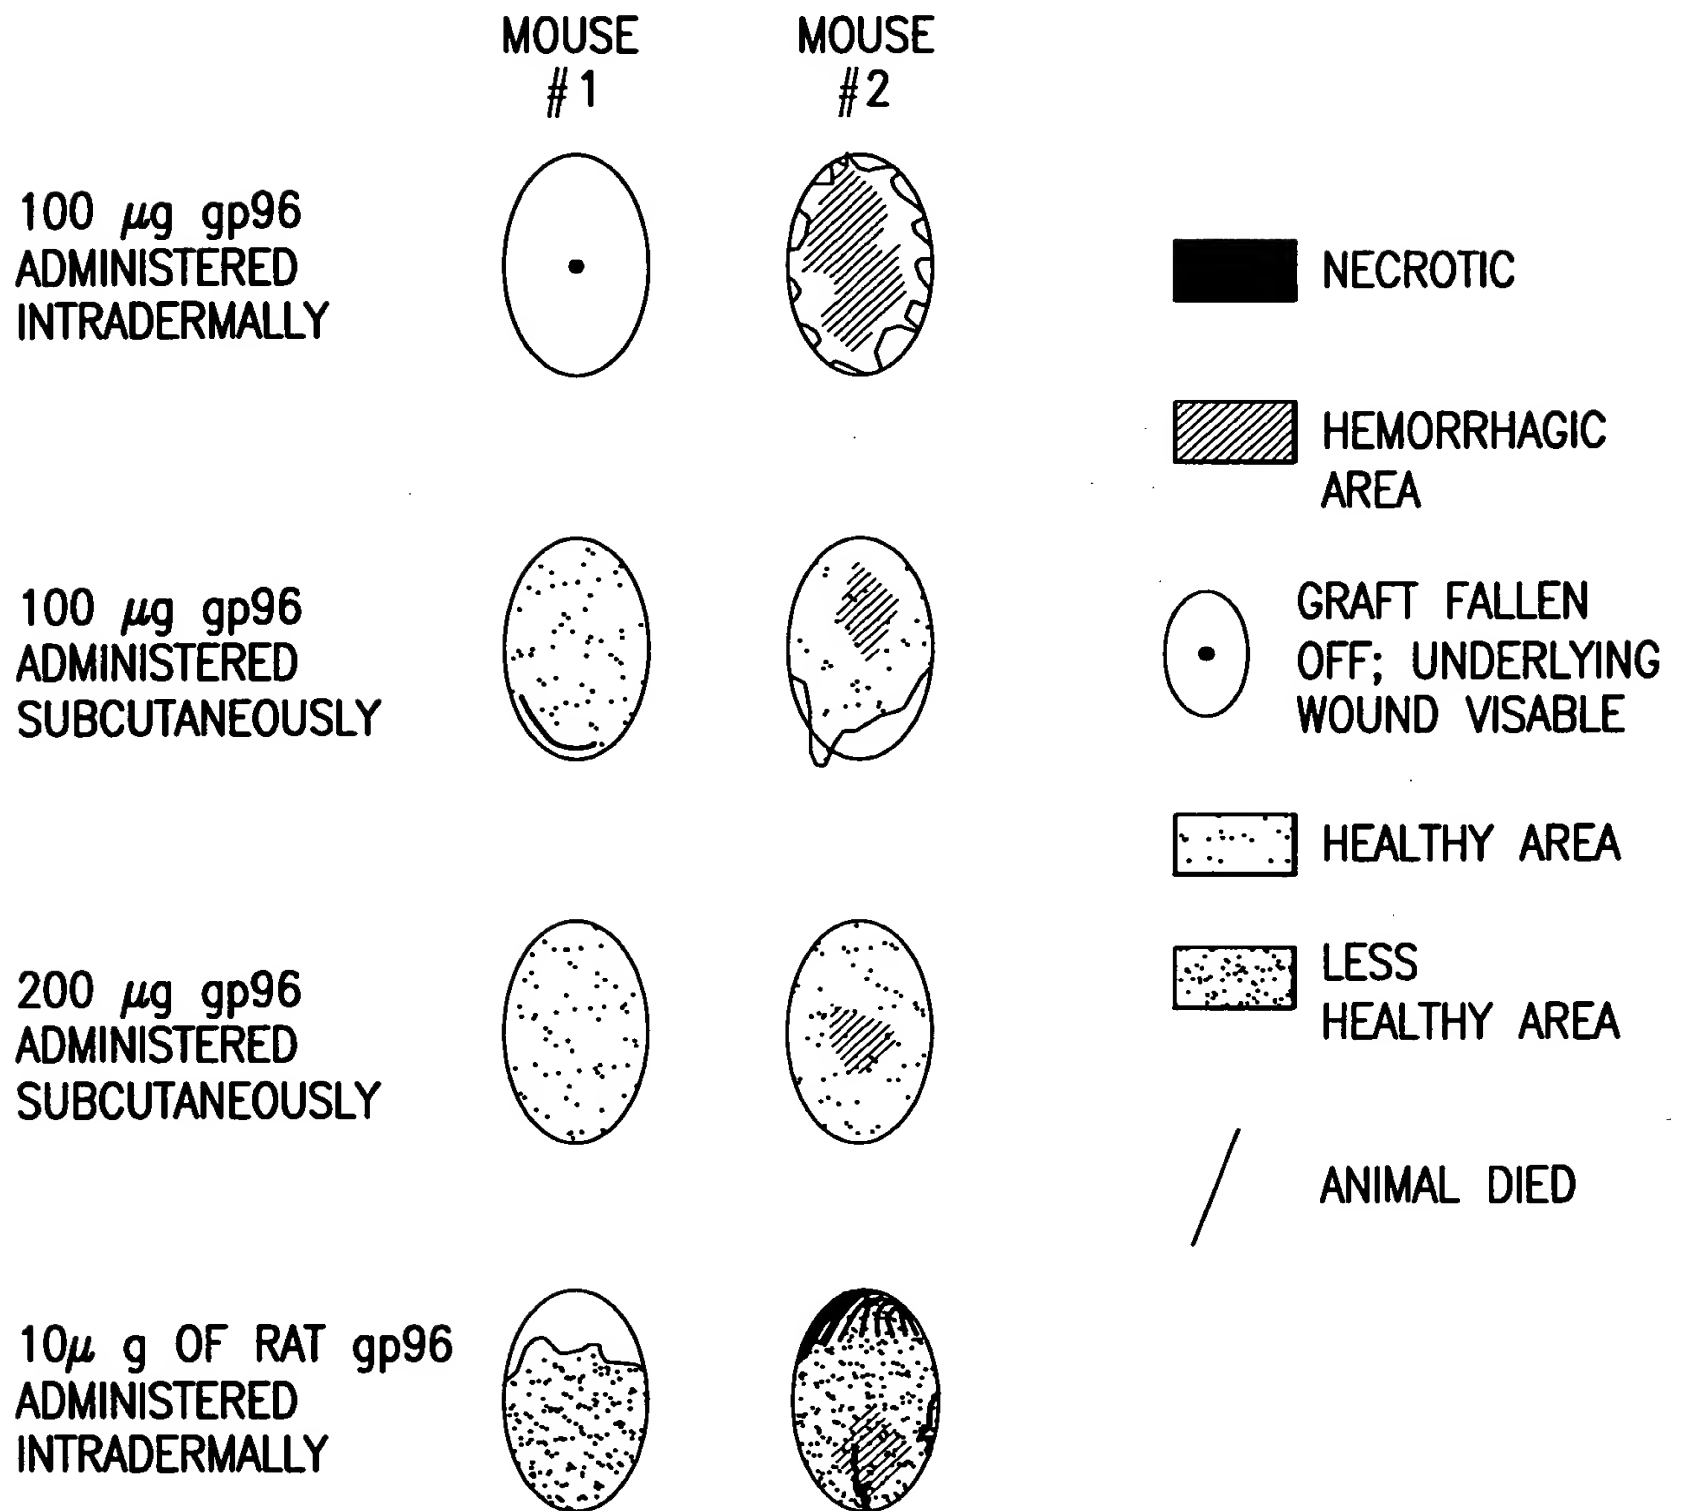 MOUSE
#1
MOUSE
#2
100 μg gp96
ADMINISTERED
INTRADERMALLY
100 μg gp96
ADMINISTERED
SUBCUTANEOUSLY
200 μg gp96
ADMINISTERED
SUBCUTANEOUSLY
10μ g OF RAT gp96
ADMINISTERED
INTRADERMALLY
NECROTIC
HEMORRHAGIC
AREA
GRAFT FALLEN
OFF; UNDERLYING
WOUND VISABLE
HEALTHY AREA
LESS
HEALTHY AREA
ANIMAL DIED